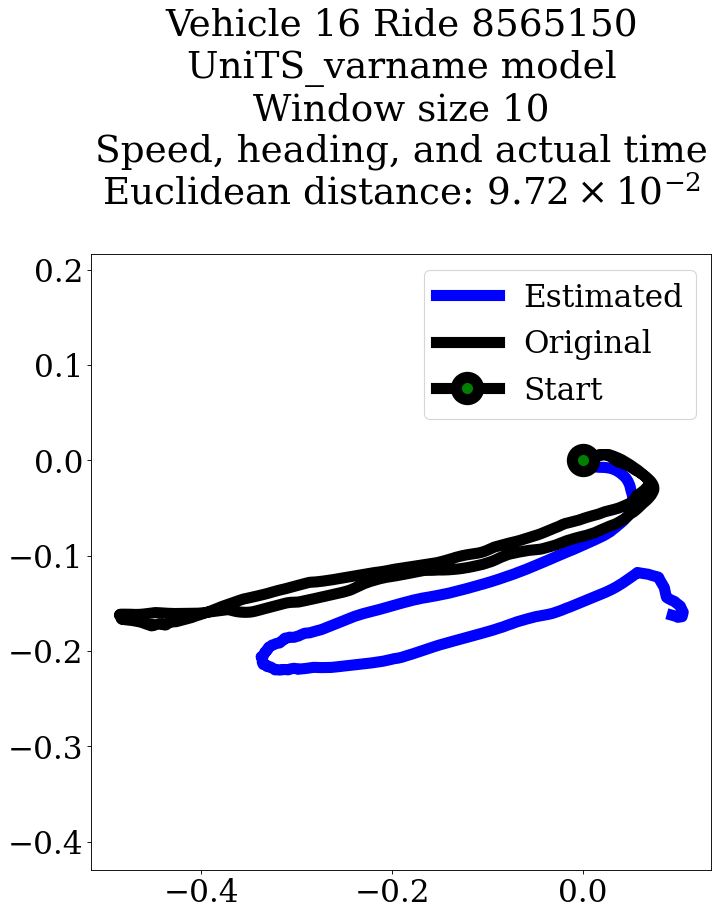 Vehicle 16 Ride 8565150
UniTS_varname model
Window size 10
Speed, heading, and actual time
Euclidean distance: 9.72 × 10⁻²
0.2
0.1
0.0
−0.1
−0.2
−0.3
−0.4
Estimated
Original
Start
−0.4 −0.2 0.0